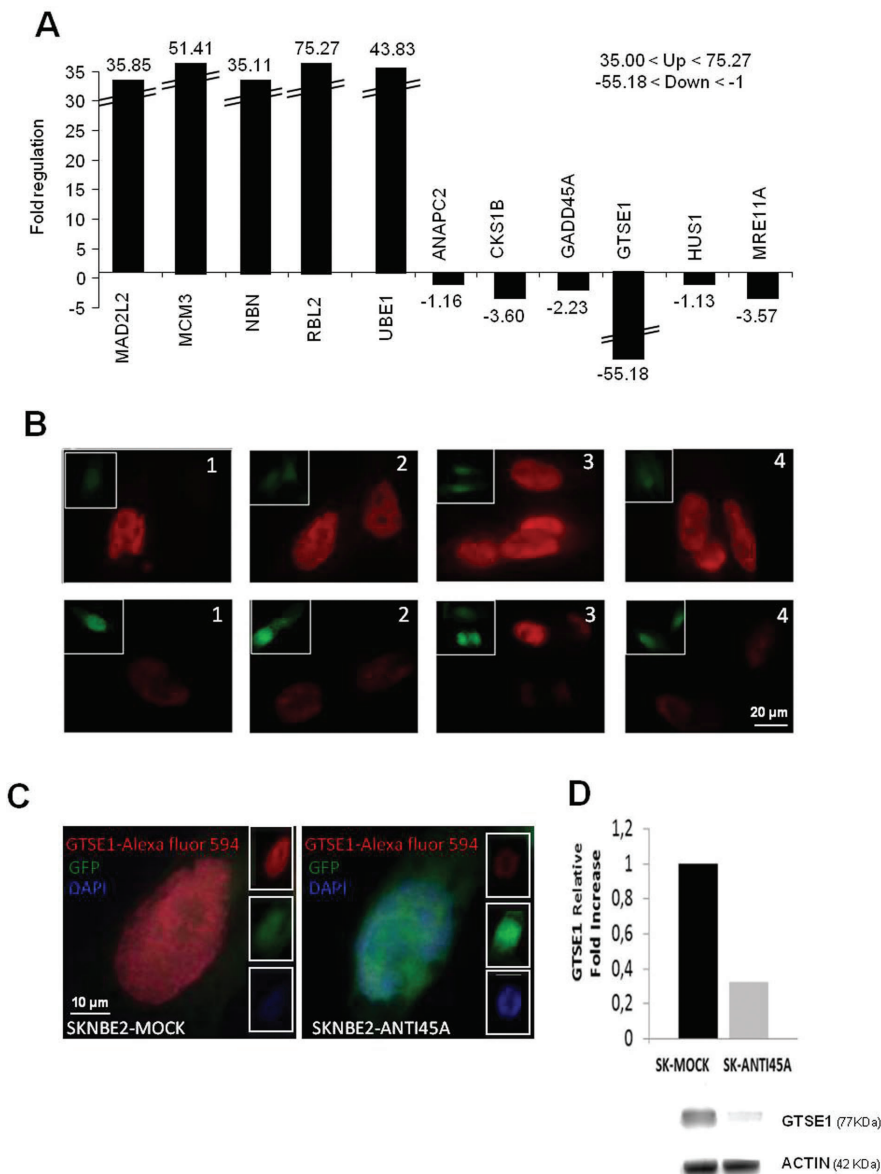 A
35.85
51.41
35.11
75.27
43.83
35.00 < Up < 75.27
-55.18 < Down < -1
Fold regulation
35
30
25
20
15
10
5
0
-5
MAD2L2
MCM3
NBN
RBL2
UBE1
ANAPC2
CKS1B
GADD45A
GTSE1
HUS1
MRE11A
-1.16
-3.60
-2.23
-55.18
-1.13
-3.57
B
1
2
3
4
1
2
3
4
20 µm
C
GTSE1-Alexa fluor 594
GFP
DAPI
10 µm
SKNBE2-MOCK
GTSE1-Alexa fluor 594
GFP
DAPI
SKNBE2-ANTI45A
D
GTSE1 Relative
Fold Increase
1,2
1
0,8
0,6
0,4
0,2
0
SK-MOCK SK-ANTI45A
GTSE1 (77KDa)
ACTIN (42 KDa)